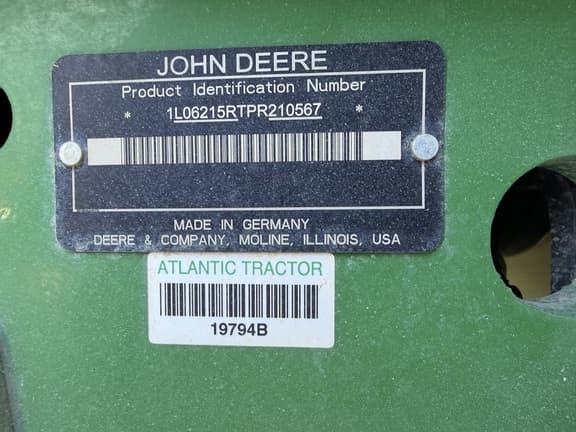 JOHN DEERE
Product Identification Number
* 1L06215RTPR210567 *
MADE IN GERMANY
DEERE & COMPANY, MOLINE, ILLINOIS, USA
ATLANTIC TRACTOR
19794B